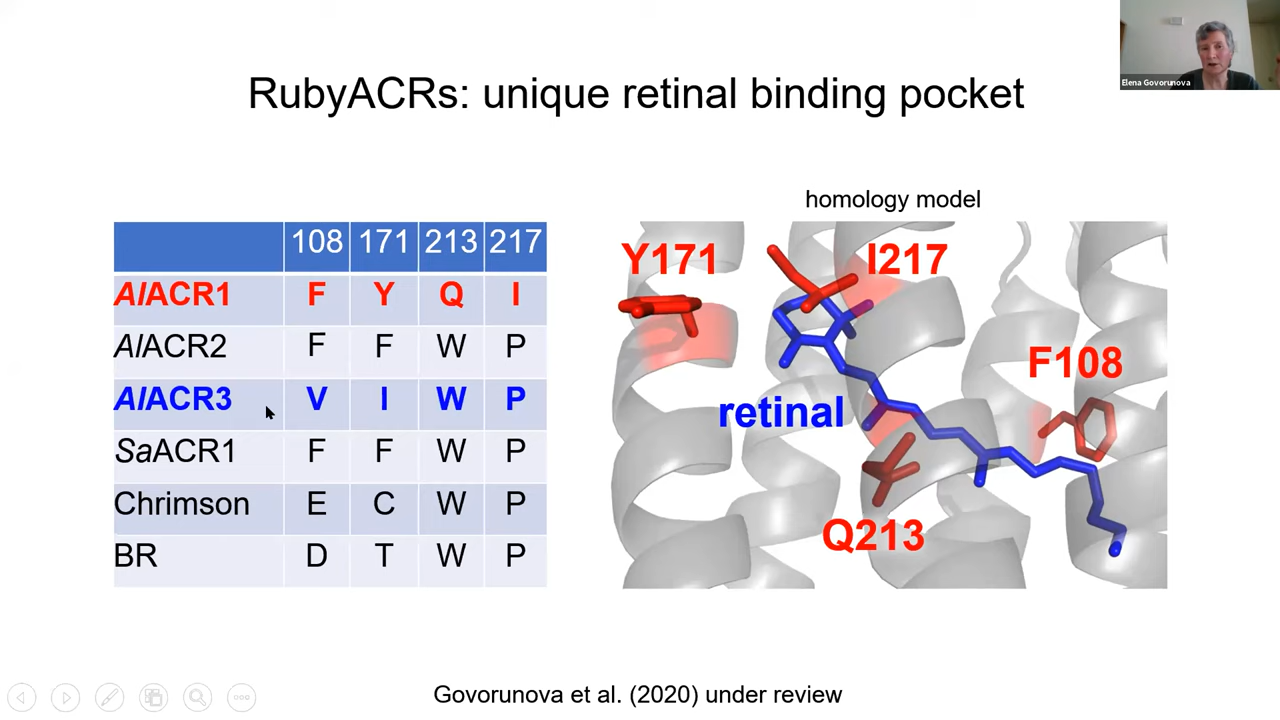 Elena Govorunova
RubyACRs: unique retinal binding pocket
homology model
108 171 213 217
AlACR1 F Y Q I
AlACR2 F F W P
AlACR3 V I W P
SaACR1 F F W P
Chrimson E C W P
BR D T W P
Y171
I217
F108
retinal
Q213
Govorunova et al. (2020) under review